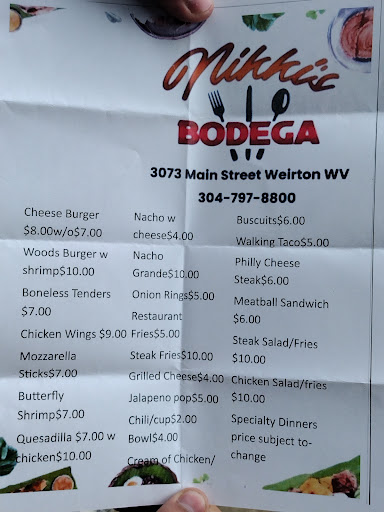 Nikki's
BODEGA
3073 Main Street Weirton WV
304-797-8800
Cheese Burger
$8.00w/o$7.00
Woods Burger w
shrimp$10.00
Boneless Tenders
$7.00
Chicken Wings $9.00
Mozzarella
Sticks$7.00
Butterfly
Shrimp$7.00
Quesadilla $7.00 w
chicken$10.00
Nacho w
cheese$4.00
Nacho
Grande$10.00
Onion Rings$5.00
Restaurant
Fries$5.00
Steak Fries$10.00
Grilled Cheese$4.00
Jalapeno pop$5.00
Chili/cup$2.00
Bowl$4.00
Cream of Chicken/
Buscuits$6.00
Walking Taco$5.00
Philly Cheese
Steak$6.00
Meatball Sandwich
$6.00
Steak Salad/Fries
$10.00
Chicken Salad/fries
$10.00
Specialty Dinners
price subject to-
change